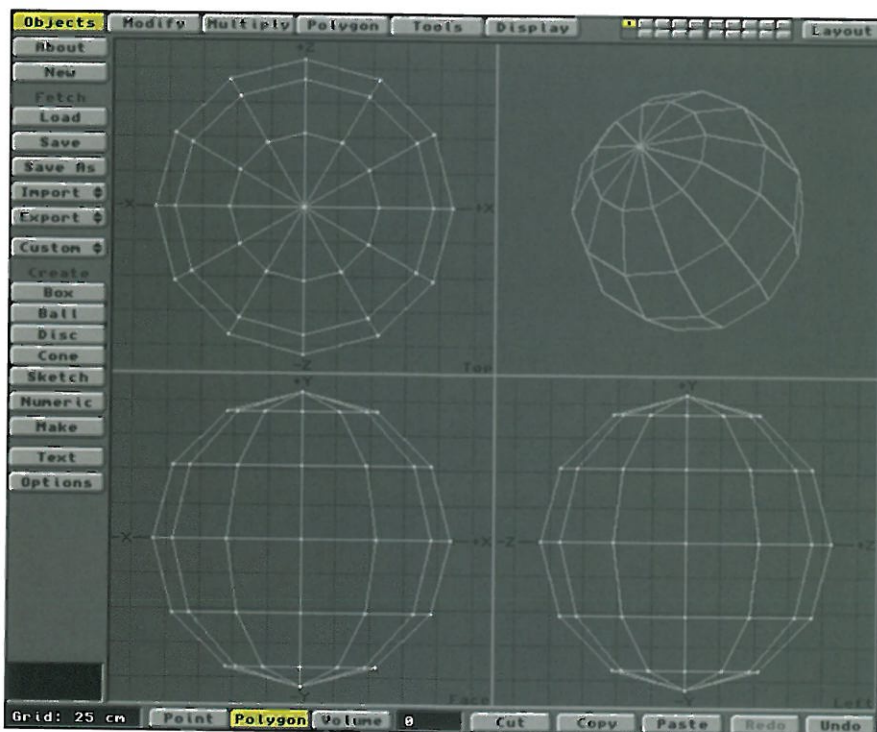 Objects Modify Multiply Polygon Tools Display 1 Layout
About
New
Fetch
Load
Save
Save As
Import
Export
Custom
Create
Box
Ball
Disc
Cone
Sketch
Numeric
Make
Text
Options
+Z
-X +X
-Z Top
+Y
-X +X
-Y Face
+Y
-Z +Z
-Y Left
Grid: 25 cm Point Polygon Volume 0 Cut Copy Paste Redo Undo